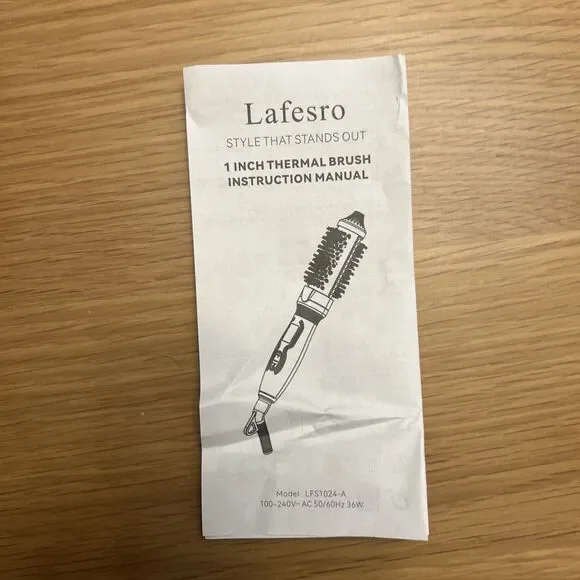 Lafesro
STYLE THAT STANDS OUT
1 INCH THERMAL BRUSH
INSTRUCTION MANUAL
Model: LFS1024-A
100-240V~ AC 50/60Hz 36W